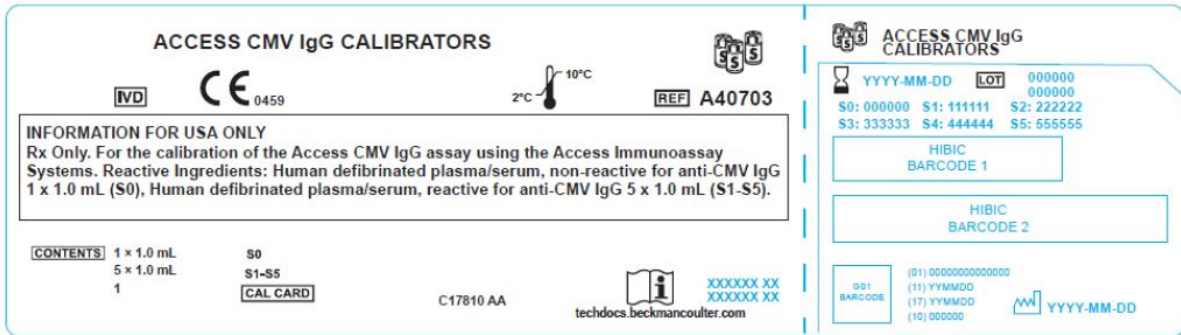 ACCESS CMV IgG CALIBRATORS
S S S
IVD
CE 0459
2°C
10°C
REF A40703
INFORMATION FOR USA ONLY
Rx Only. For the calibration of the Access CMV IgG assay using the Access Immunoassay
Systems. Reactive Ingredients: Human defibrinated plasma/serum, non-reactive for anti-CMV IgG
1 x 1.0 mL (S0), Human defibrinated plasma/serum, reactive for anti-CMV IgG 5 x 1.0 mL (S1-S5).
CONTENTS 1 × 1.0 mL S0
5 × 1.0 mL S1-S5
1 CAL CARD
C17810 AA
i
techdocs.beckmancoulter.com
XXXXXX XX
XXXXXX XX
S S S
ACCESS CMV IgG
CALIBRATORS
YYYY-MM-DD LOT 000000
000000
S0: 000000 S1: 111111 S2: 222222
S3: 333333 S4: 444444 S5: 555555
HIBIC
BARCODE 1
HIBIC
BARCODE 2
GS1
BARCODE
(01) 00000000000000
(11) YYMMDD
(17) YYMMDD
(10) 000000
YYYY-MM-DD